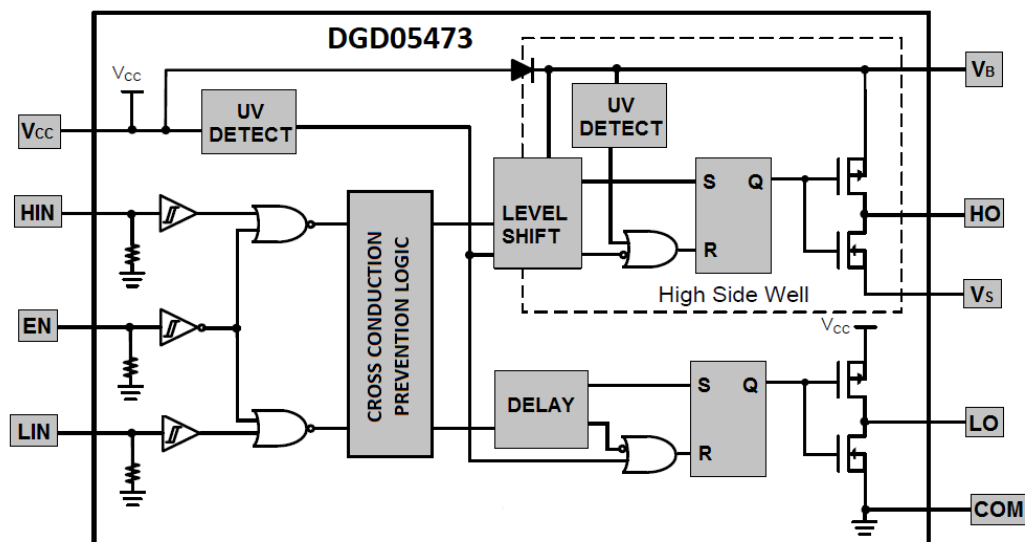 DGD05473
VCC
VCC
UV
DETECT
UV
DETECT
VB
HIN
LEVEL
SHIFT
S
Q
R
HO
High Side Well
VS
EN
CROSS CONDUCTION
PREVENTION LOGIC
VCC
LIN
DELAY
S
Q
R
LO
COM